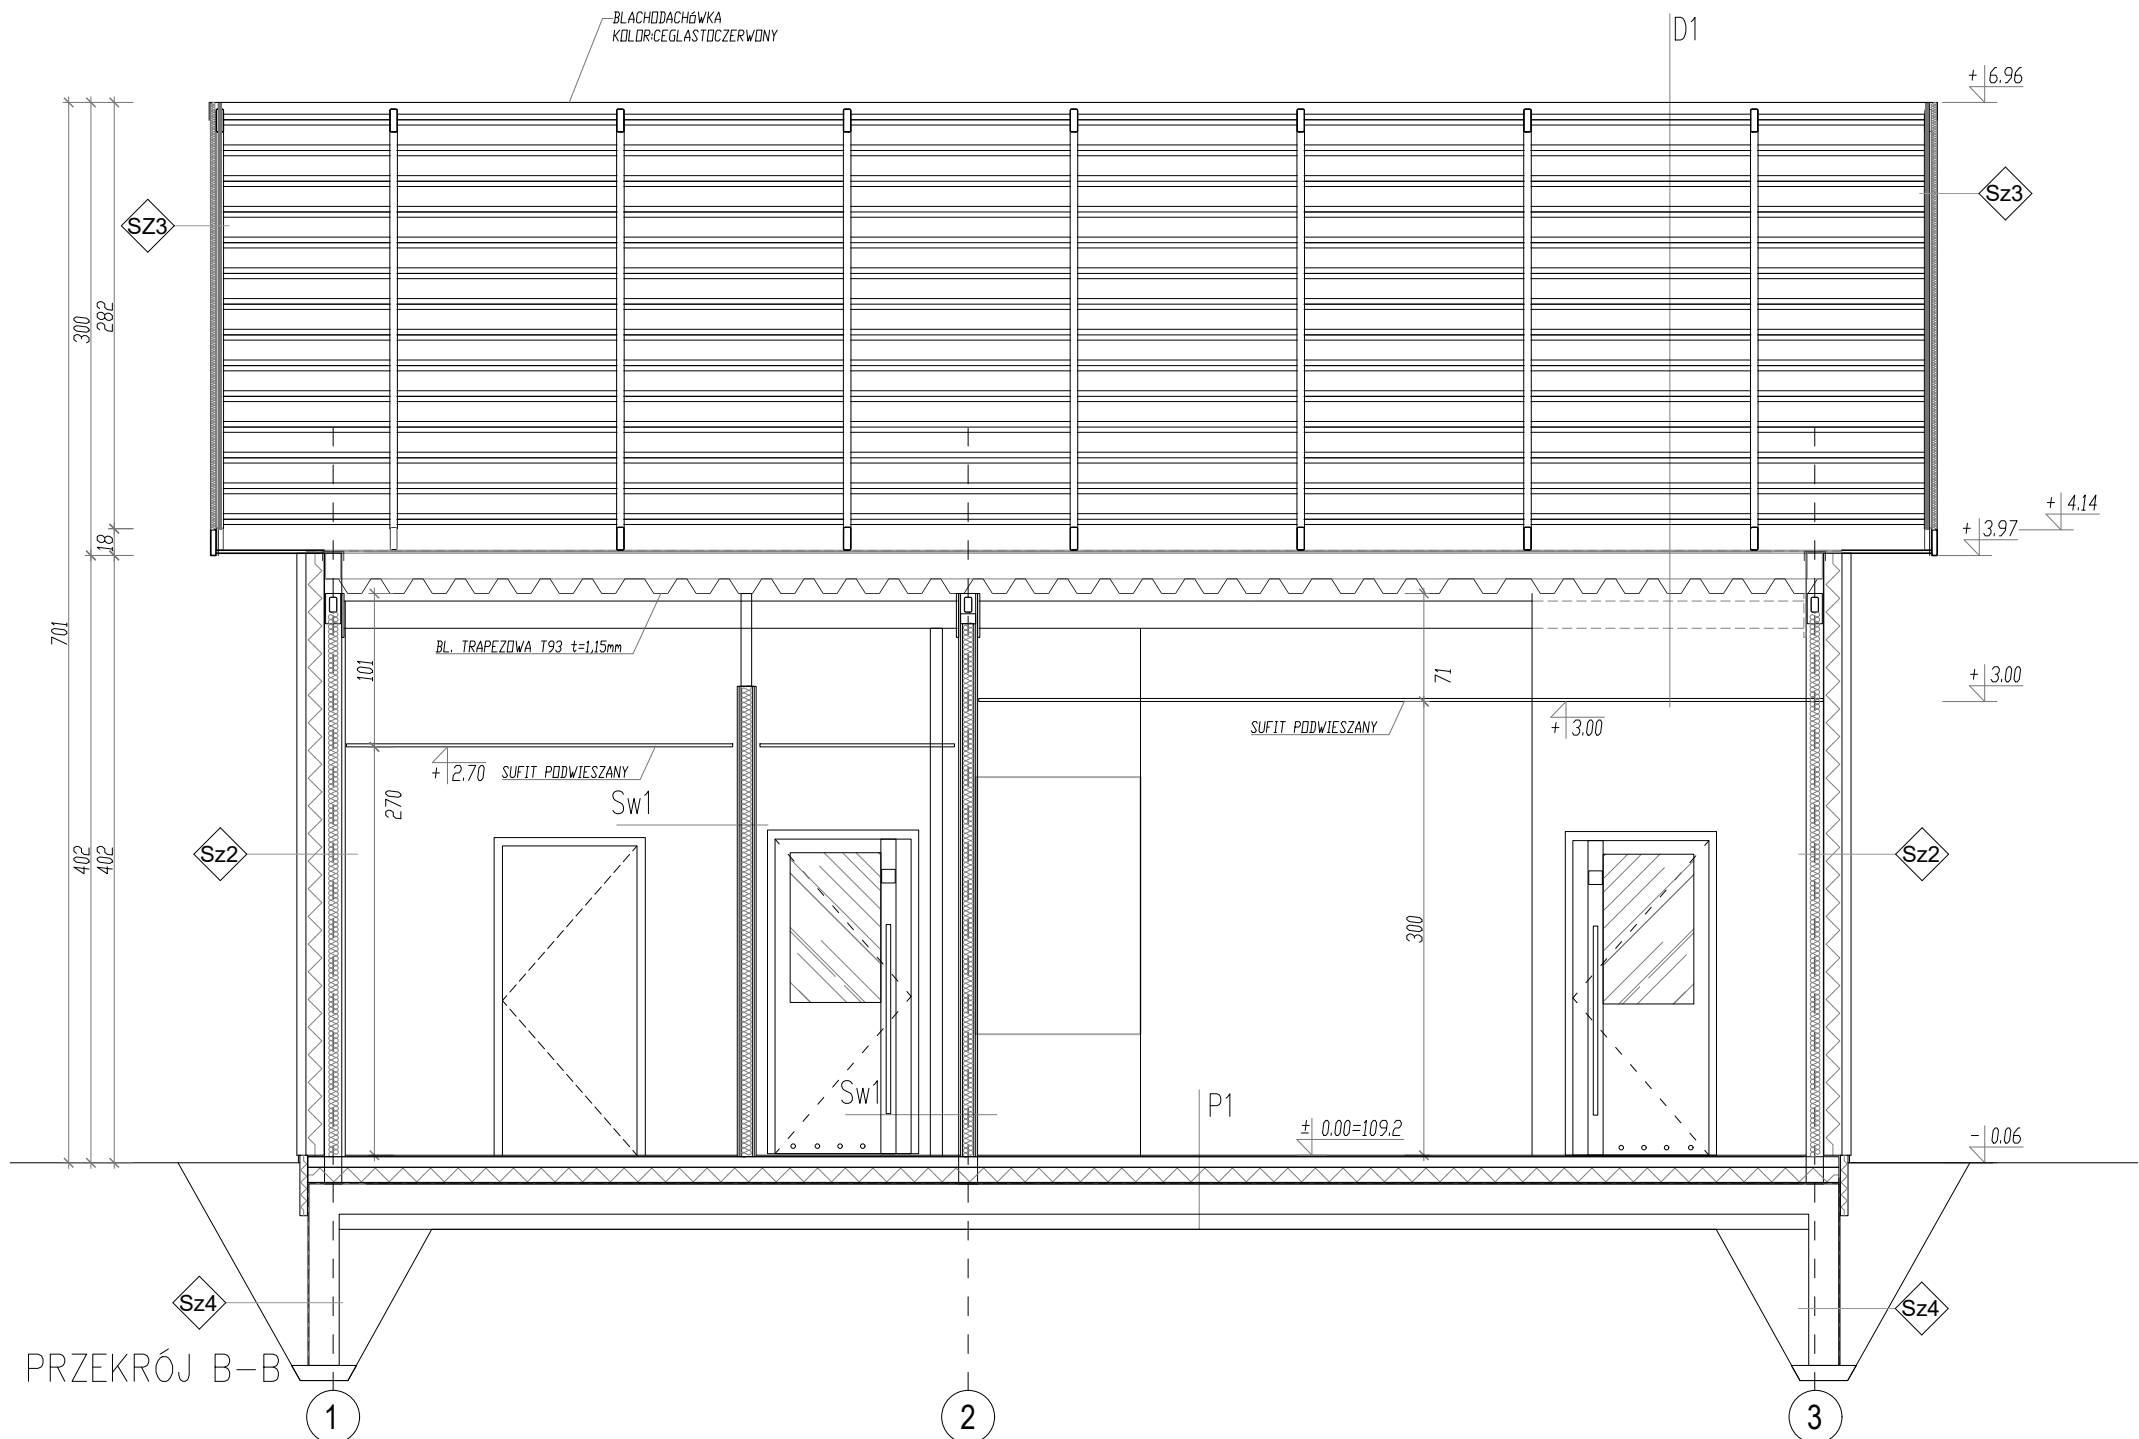 BLACHODACHÓWKA
KOLOR:CEGLASTOCZERWONY
D1
+ 6.96
SZ3
Sz3
701
300
282
18
+ 4.14
+ 3.97
BL. TRAPEZOWA T93 t=1,15mm
101
71
+ 3.00
SUFIT PODWIESZANY
+ 3.00
+ 2.70
SUFIT PODWIESZANY
270
Sw1
402
402
Sz2
Sz2
300
Sw1
P1
± 0.00=109.2
- 0.06
Sz4
Sz4
PRZEKRÓJ B-B
1
2
3